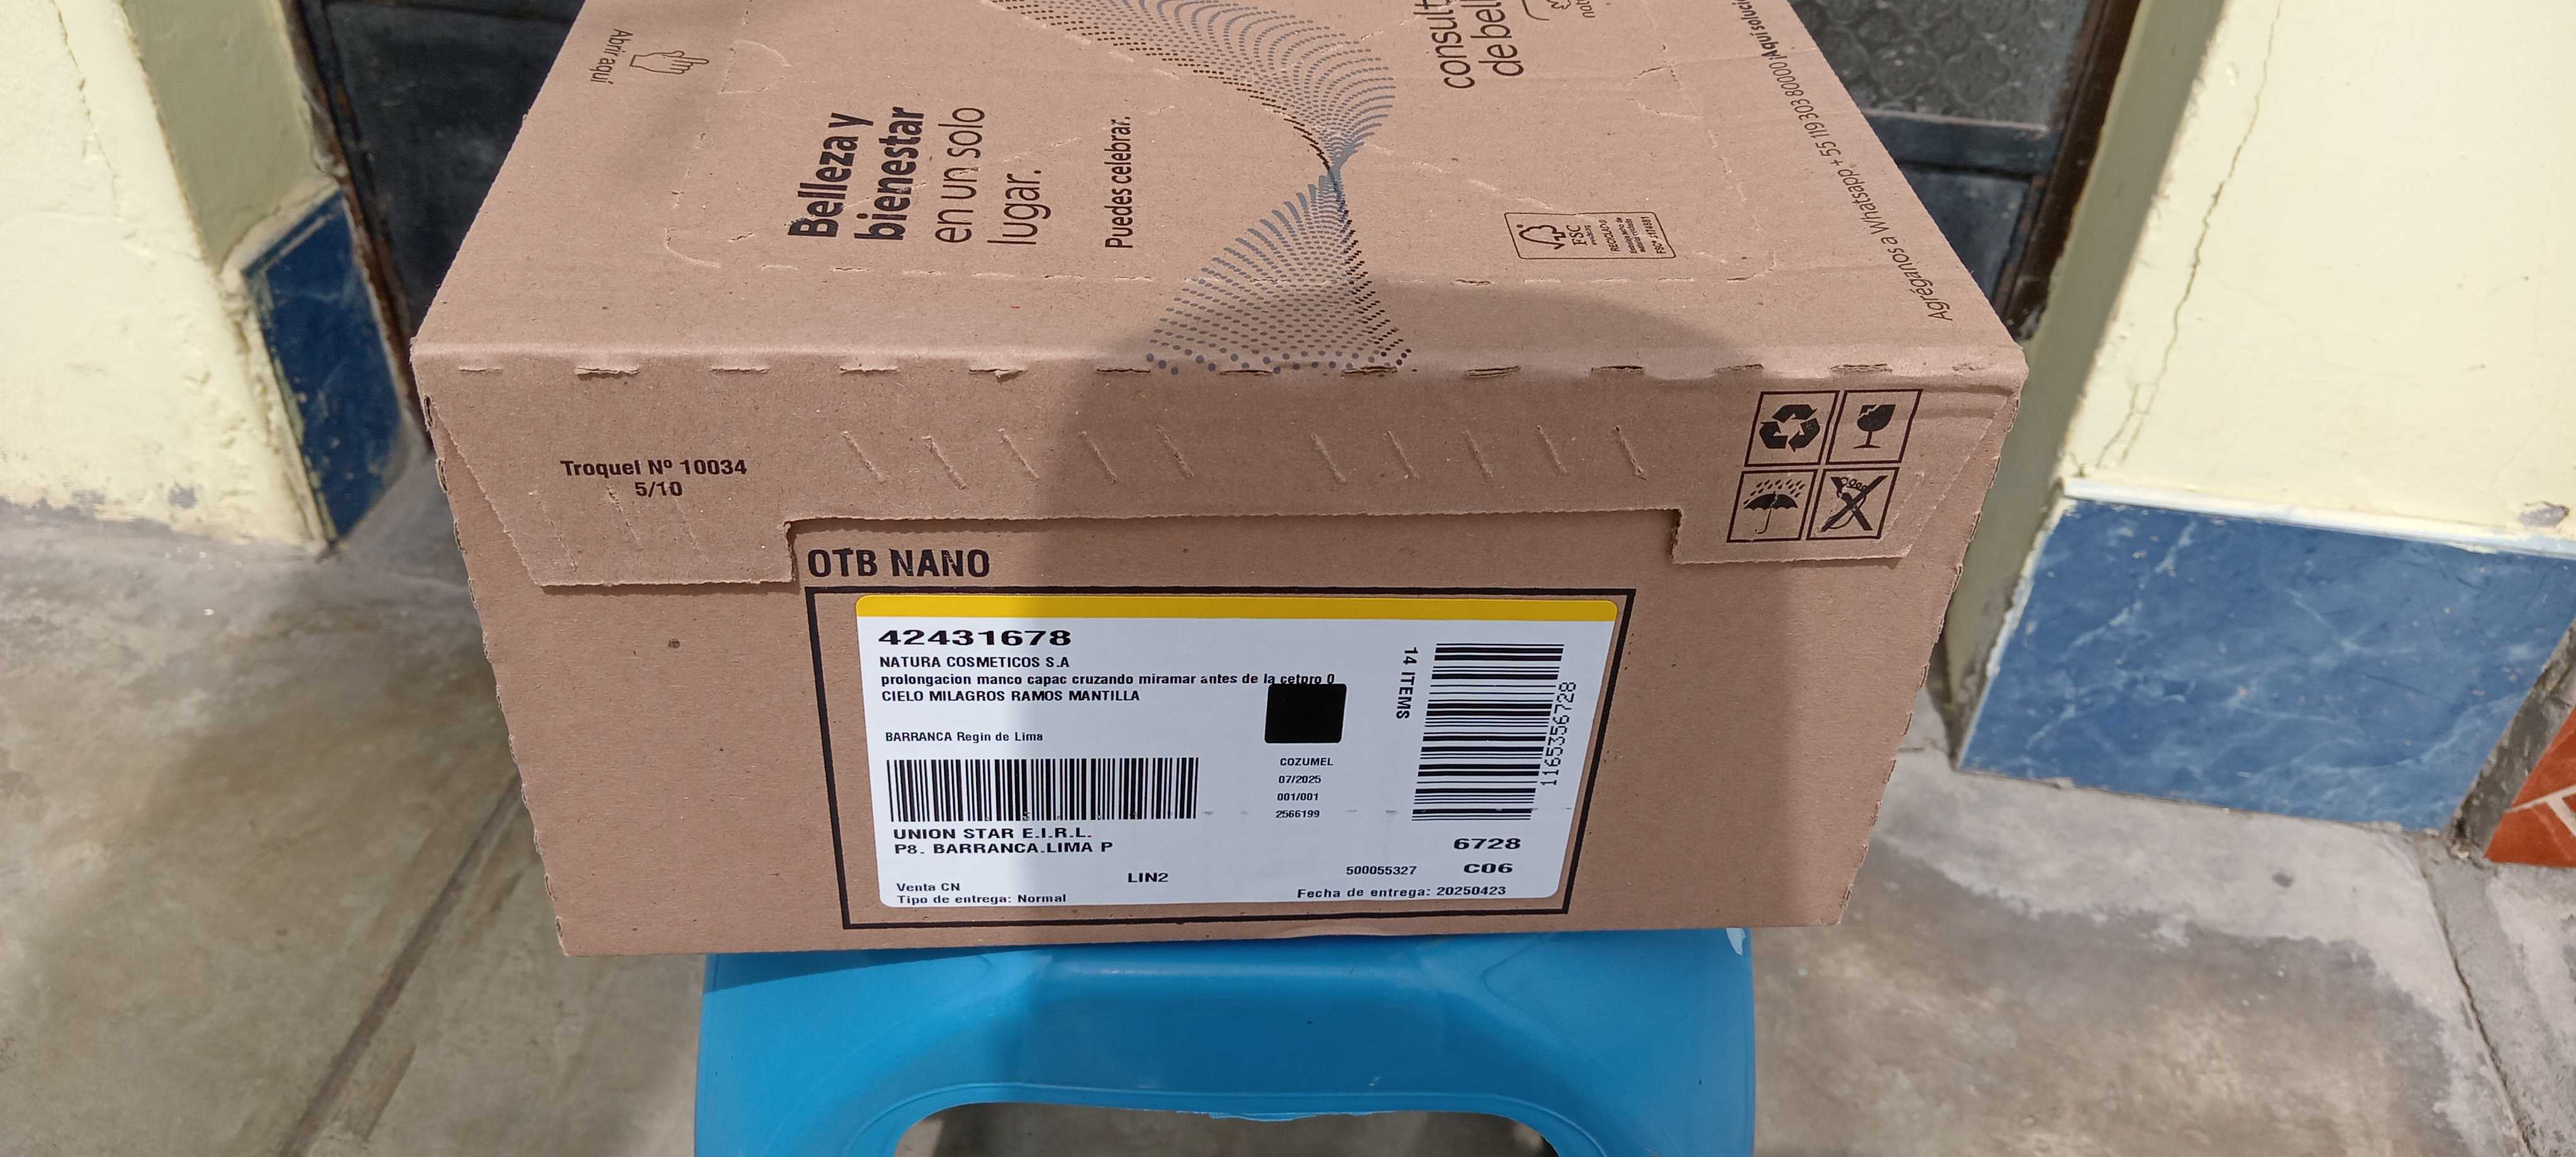 Abrir aquí
Belleza y
bienestar
en un solo
lugar.
Puedes celebrar.
FSC
RECICLADO
Agréganos a Whatsapp + 55 119 303 80000
Troquel Nº 10034
5/10
OTB NANO
42431678
NATURA COSMETICOS S.A
prolongacion manco capac cruzando miramar antes de la cetpro 0
CIELO MILAGROS RAMOS MANTILLA
BARRANCA Regin de Lima
14 ITEMS
1165356728
COZUMEL
07/2025
001/001
2566199
UNION STAR E.I.R.L.
P8. BARRANCA.LIMA P
6728
LIN2
500055327
C06
Venta CN
Tipo de entrega: Normal
Fecha de entrega: 20250423